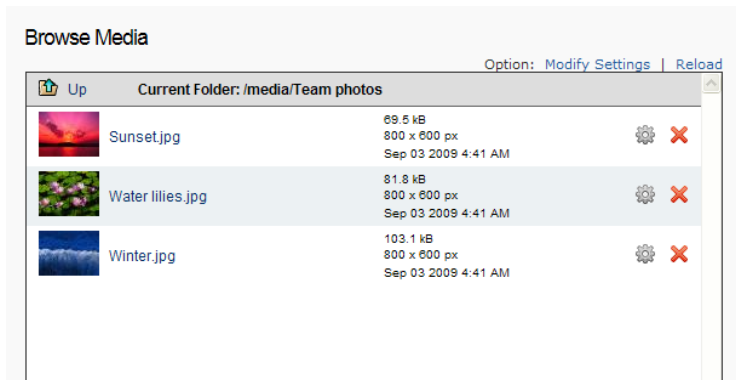 Browse Media
Option: Modify Settings | Reload
Up Current Folder: /media/Team photos
69.5 kB
Sunset.jpg 800 x 600 px
Sep 03 2009 4:41 AM
81.8 kB
Water lilies.jpg 800 x 600 px
Sep 03 2009 4:41 AM
103.1 kB
Winter.jpg 800 x 600 px
Sep 03 2009 4:41 AM